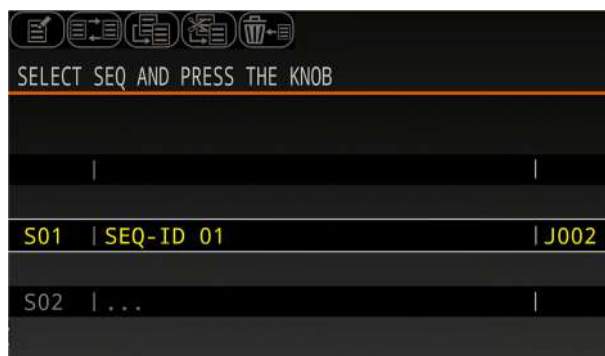 SELECT SEQ AND PRESS THE KNOB
S01 | SEQ-ID 01 | J002
S02 | ... |